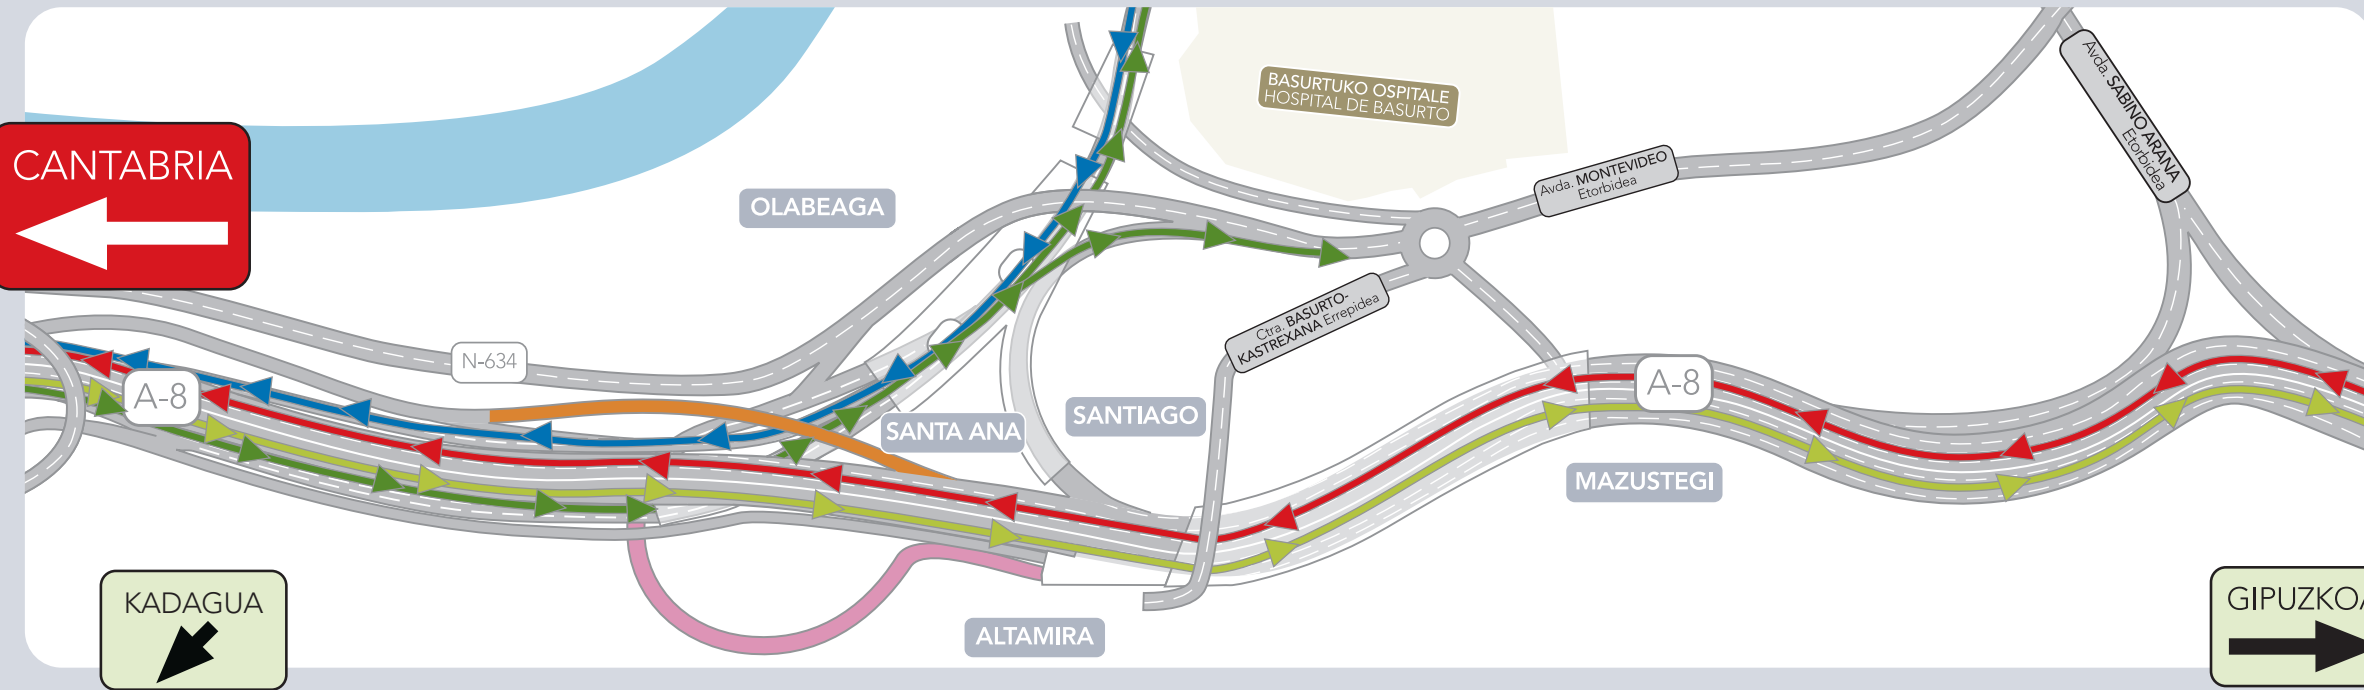 CANTABRIA
OLABEAGA
BASURTUKO OSPITALE
HOSPITAL DE BASURTO
Avda. MONTEVIDEO
Etorbidea
Avda. SABINO ARANA
Etorbidea
N-634
A-8
Ctra. BASURTO-
KASTREXANA Errepidea
SANTA ANA
SANTIAGO
A-8
MAZUSTEGI
KADAGUA
ALTAMIRA
GIPUZKOA